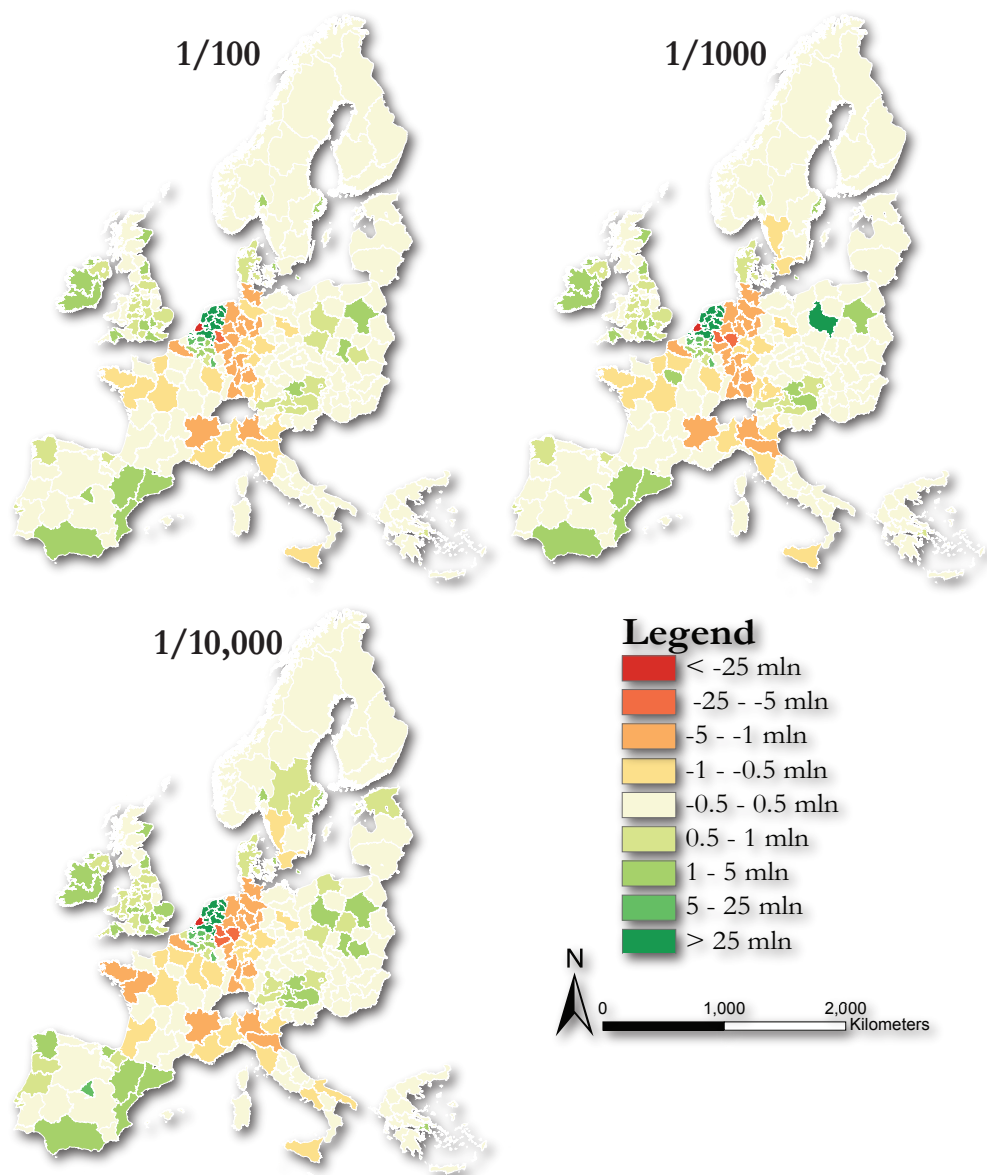 1/100
1/1000
1/10,000
Legend
< -25 mln
-25 - -5 mln
-5 - -1 mln
-1 - -0.5 mln
-0.5 - 0.5 mln
0.5 - 1 mln
1 - 5 mln
5 - 25 mln
> 25 mln
N
0 1,000 2,000
Kilometers